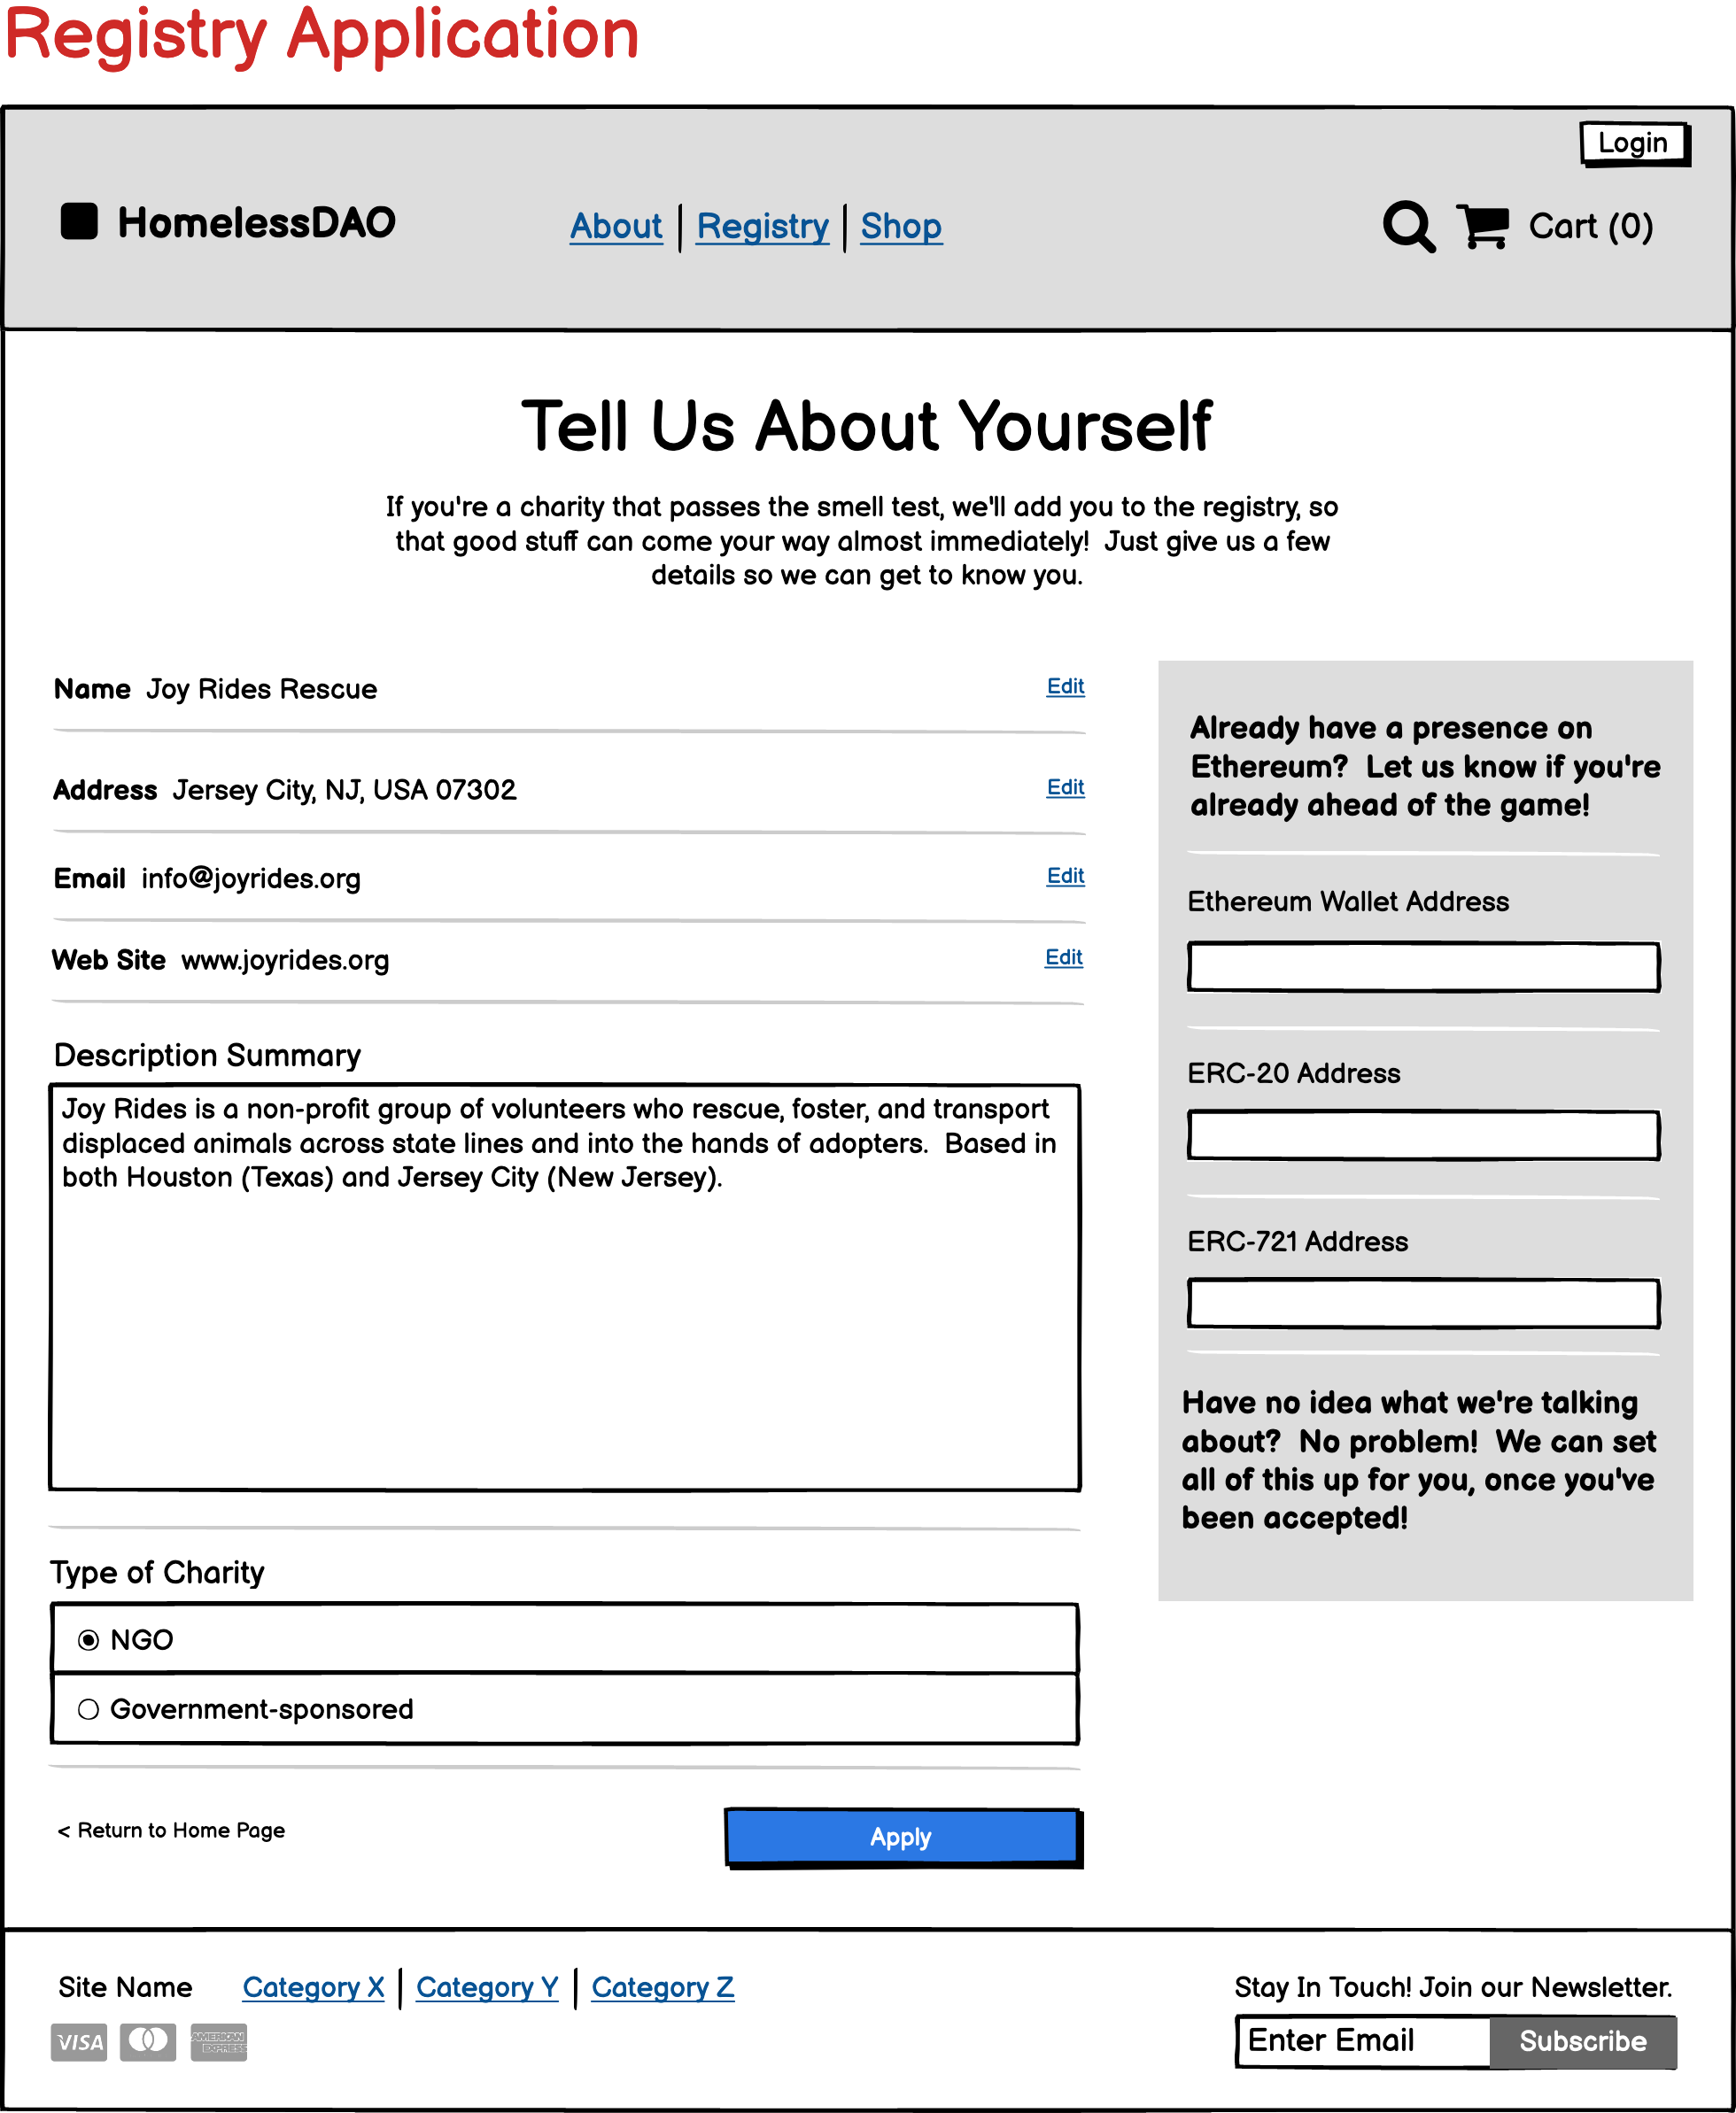 Registry Application
Login
HomelessDAO
About
Registry
Shop
Cart (0)
Tell Us About Yourself
If you're a charity that passes the smell test, we'll add you to the registry, so
that good stuff can come your way almost immediately!  Just give us a few
details so we can get to know you.
Name  Joy Rides Rescue
Edit
Address  Jersey City, NJ, USA 07302
Edit
Email  info@joyrides.org
Edit
Web Site  www.joyrides.org
Edit
Description Summary
Joy Rides is a non-profit group of volunteers who rescue, foster, and transport
displaced animals across state lines and into the hands of adopters.  Based in
both Houston (Texas) and Jersey City (New Jersey).
Type of Charity
NGO
Government-sponsored
< Return to Home Page
Apply
Already have a presence on
Ethereum?  Let us know if you're
already ahead of the game!
Ethereum Wallet Address
ERC-20 Address
ERC-721 Address
Have no idea what we're talking
about?  No problem!  We can set
all of this up for you, once you've
been accepted!
Site Name
Category X
Category Y
Category Z
VISA
AMERICAN
EXPRESS
Stay In Touch! Join our Newsletter.
Enter Email
Subscribe